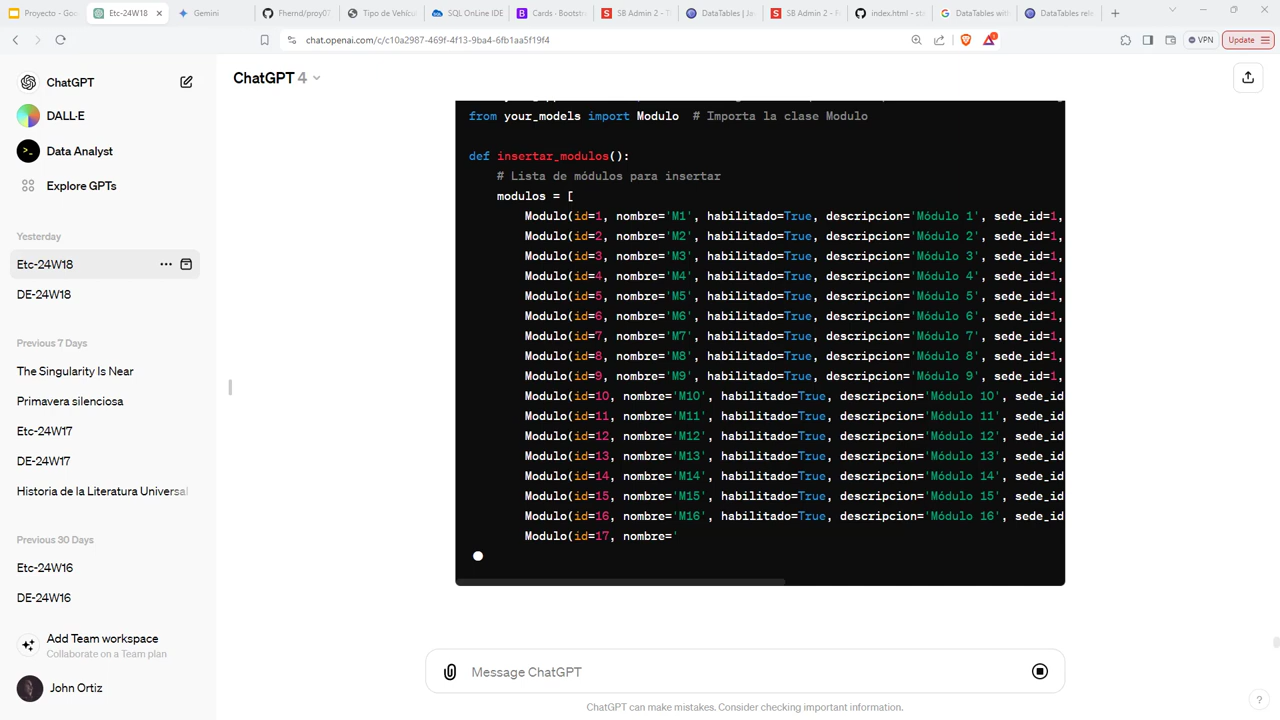 Proyecto - Goo
Etc-24W18
Gemini
Fhernd/proy07
Tipo de Vehícu
SQL OnLine IDE
Cards · Bootstr
SB Admin 2 - Th
DataTables | Ja
SB Admin 2 - F
index.html - sta
DataTables with
DataTables rele
chat.openai.com/c/c10a2987-469f-4f13-9ba4-6fb1aa5f19f4
1
VPN
Update
ChatGPT
DALL·E
Data Analyst
Explore GPTs
Yesterday
Etc-24W18
DE-24W18
Previous 7 Days
The Singularity Is Near
Primavera silenciosa
Etc-24W17
DE-24W17
Historia de la Literatura Universal
Previous 30 Days
Etc-24W16
DE-24W16
Add Team workspace
Collaborate on a Team plan
John Ortiz
ChatGPT 4
from your_models import Modulo # Importa la clase Modulo
def insertar_modulos():
# Lista de módulos para insertar
modulos = [
Modulo(id=1, nombre='M1', habilitado=True, descripcion='Módulo 1', sede_id=1,
Modulo(id=2, nombre='M2', habilitado=True, descripcion='Módulo 2', sede_id=1,
Modulo(id=3, nombre='M3', habilitado=True, descripcion='Módulo 3', sede_id=1,
Modulo(id=4, nombre='M4', habilitado=True, descripcion='Módulo 4', sede_id=1,
Modulo(id=5, nombre='M5', habilitado=True, descripcion='Módulo 5', sede_id=1,
Modulo(id=6, nombre='M6', habilitado=True, descripcion='Módulo 6', sede_id=1,
Modulo(id=7, nombre='M7', habilitado=True, descripcion='Módulo 7', sede_id=1,
Modulo(id=8, nombre='M8', habilitado=True, descripcion='Módulo 8', sede_id=1,
Modulo(id=9, nombre='M9', habilitado=True, descripcion='Módulo 9', sede_id=1,
Modulo(id=10, nombre='M10', habilitado=True, descripcion='Módulo 10', sede_id
Modulo(id=11, nombre='M11', habilitado=True, descripcion='Módulo 11', sede_id
Modulo(id=12, nombre='M12', habilitado=True, descripcion='Módulo 12', sede_id
Modulo(id=13, nombre='M13', habilitado=True, descripcion='Módulo 13', sede_id
Modulo(id=14, nombre='M14', habilitado=True, descripcion='Módulo 14', sede_id
Modulo(id=15, nombre='M15', habilitado=True, descripcion='Módulo 15', sede_id
Modulo(id=16, nombre='M16', habilitado=True, descripcion='Módulo 16', sede_id
Modulo(id=17, nombre='
Message ChatGPT
ChatGPT can make mistakes. Consider checking important information.
?